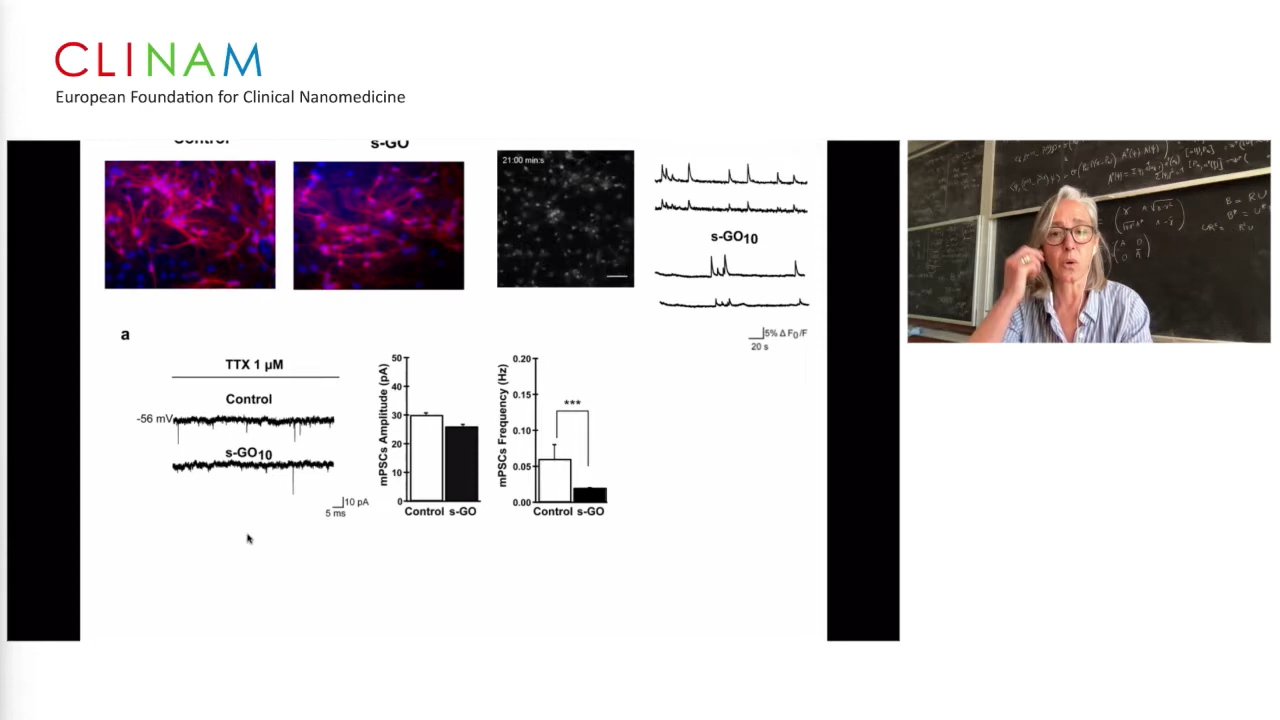 CLINAM
European Foundation for Clinical Nanomedicine
Control
s-GO
21:00 min:s
s-GO10
5% Δ F0/F
20 s
a
TTX 1 µM
Control
-56 mV
s-GO10
10 pA
5 ms
mPSCs Amplitude (pA)
50
40
30
20
10
0
Control s-GO
mPSCs Frequency (Hz)
0.20
0.15
0.10
0.05
0.00
***
Control s-GO